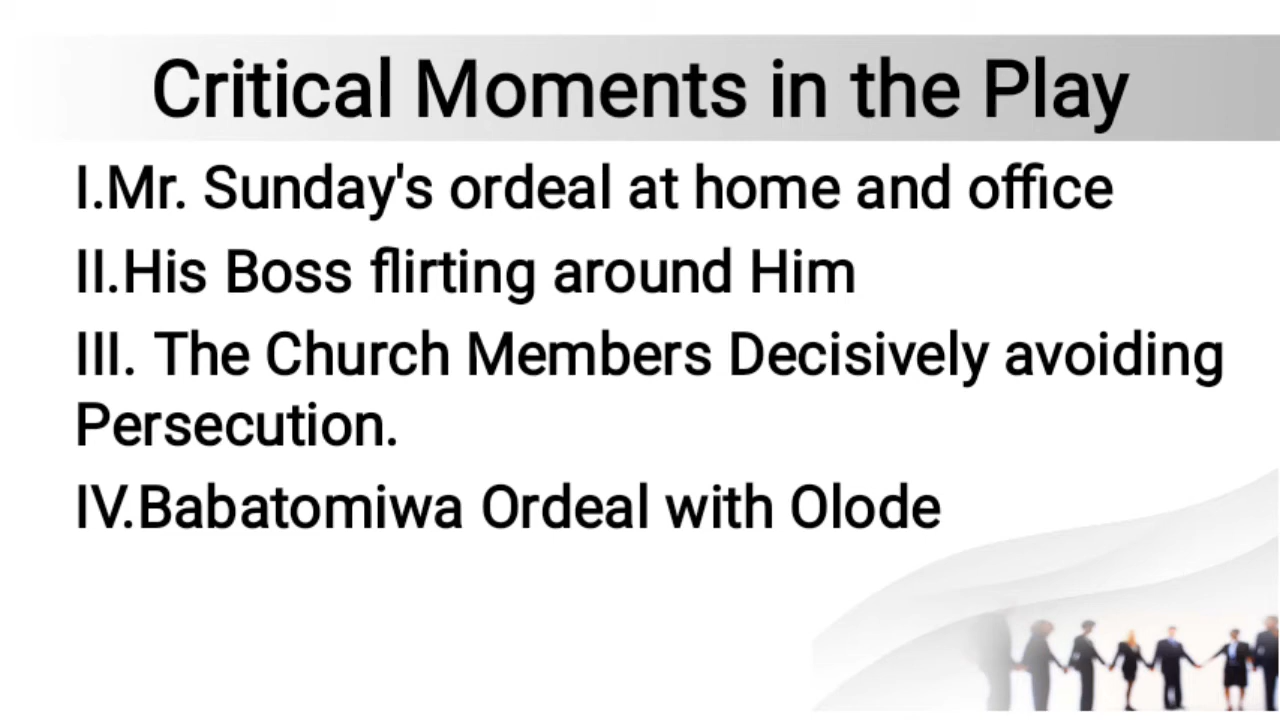 Critical Moments in the Play
I.Mr. Sunday's ordeal at home and office
II.His Boss flirting around Him
III. The Church Members Decisively avoiding
Persecution.
IV.Babatomiwa Ordeal with Olode